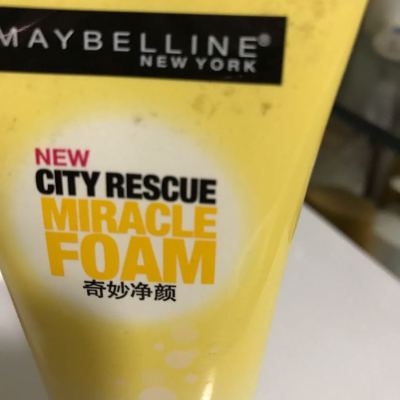 MAYBELLINE®
NEW YORK
NEW
CITY RESCUE
MIRACLE
FOAM
奇妙净颜